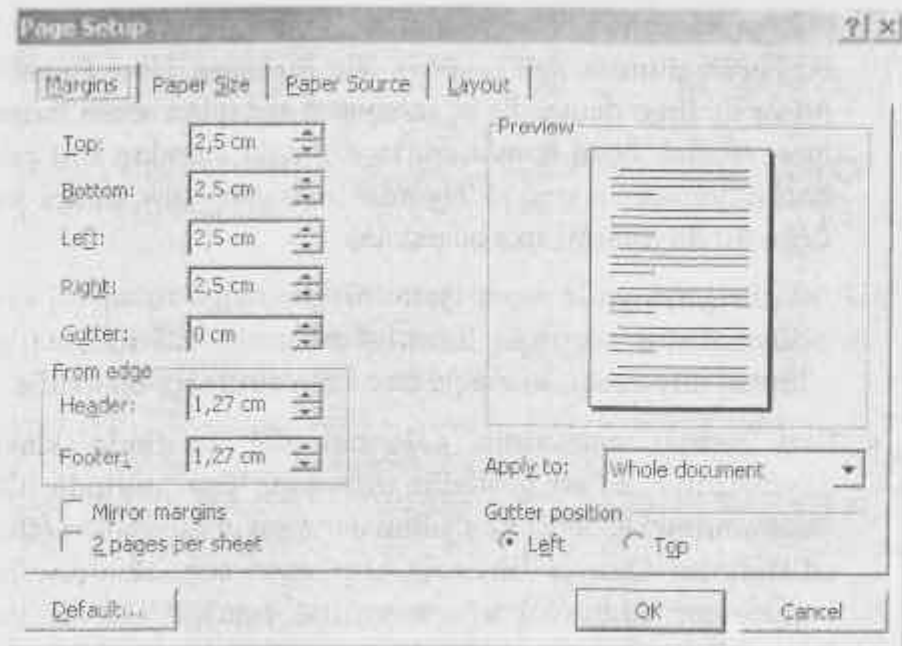 Page Setup
Margins Paper Size Paper Source Layout
Top: 2,5 cm
Bottom: 2,5 cm
Left: 2,5 cm
Right: 2,5 cm
Gutter: 0 cm
From edge
Header: 1,27 cm
Footer: 1,27 cm
Preview
Apply to: Whole document
Mirror margins
2 pages per sheet
Gutter position
Left Top
Default... OK Cancel